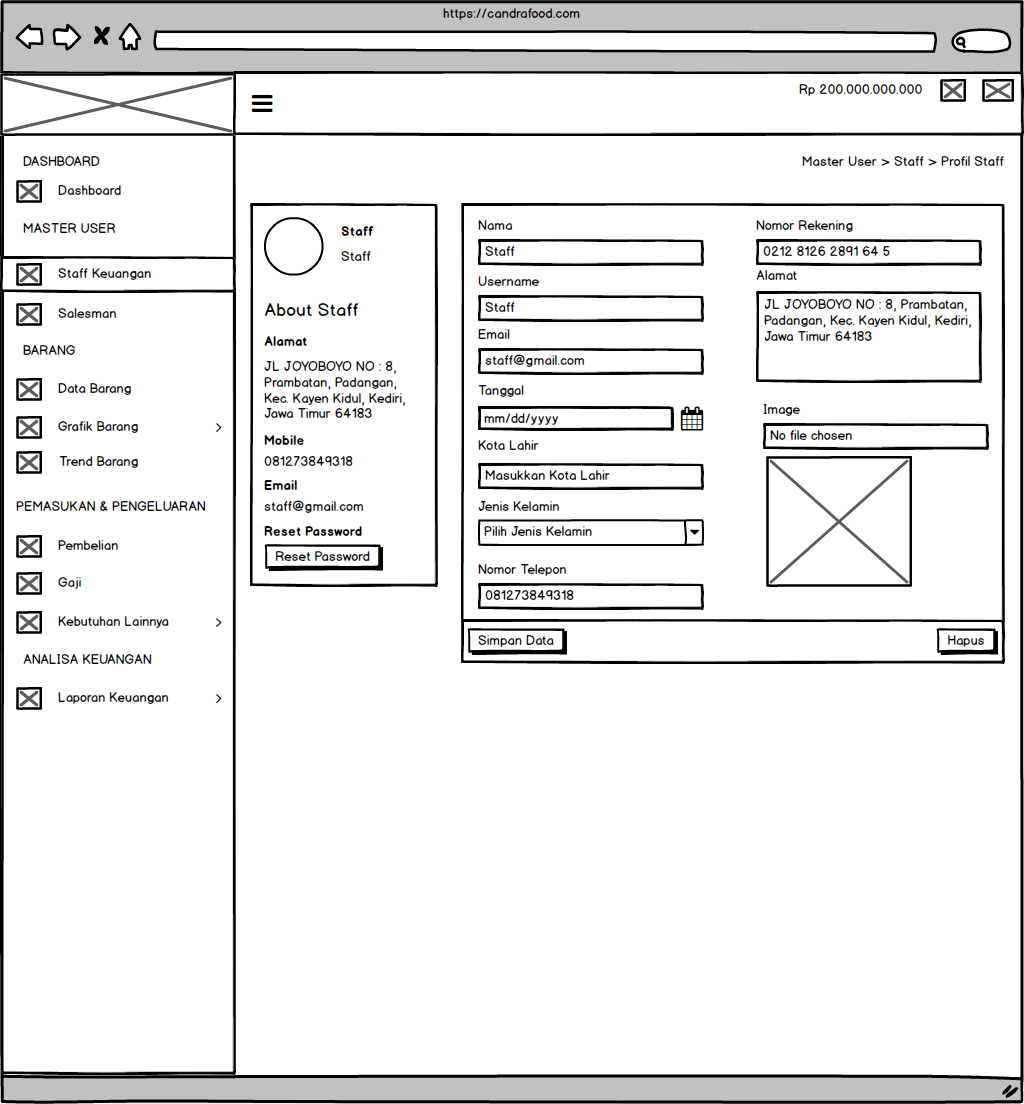 https://candrafood.com
Rp 200.000.000.000
DASHBOARD
Dashboard
MASTER USER
Staff Keuangan
Salesman
BARANG
Data Barang
Grafik Barang
Trend Barang
PEMASUKAN & PENGELUARAN
Pembelian
Gaji
Kebutuhan Lainnya
ANALISA KEUANGAN
Laporan Keuangan
Master User > Staff > Profil Staff
Staff
Staff
About Staff
Alamat
JL JOYOBOYO NO : 8,
Prambatan, Padangan,
Kec. Kayen Kidul, Kediri,
Jawa Timur 64183
Mobile
081273849318
Email
staff@gmail.com
Reset Password
Reset Password
Nama
Staff
Username
Staff
Email
staff@gmail.com
Tanggal
mm/dd/yyyy
Kota Lahir
Masukkan Kota Lahir
Jenis Kelamin
Pilih Jenis Kelamin
Nomor Telepon
081273849318
Nomor Rekening
0212 8126 2891 64 5
Alamat
JL JOYOBOYO NO : 8, Prambatan,
Padangan, Kec. Kayen Kidul, Kediri,
Jawa Timur 64183
Image
No file chosen
Simpan Data
Hapus